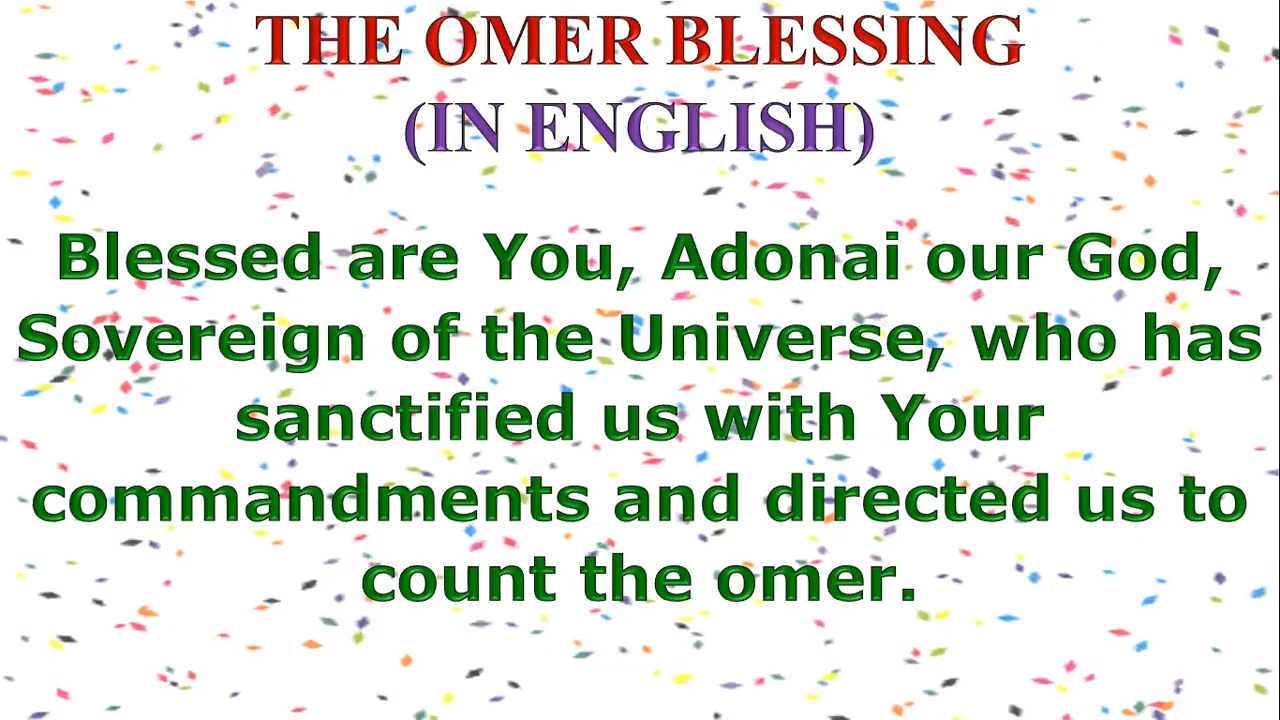 THE OMER BLESSING
(IN ENGLISH)
Blessed are You, Adonai our God,
Sovereign of the Universe, who has
sanctified us with Your
commandments and directed us to
count the omer.